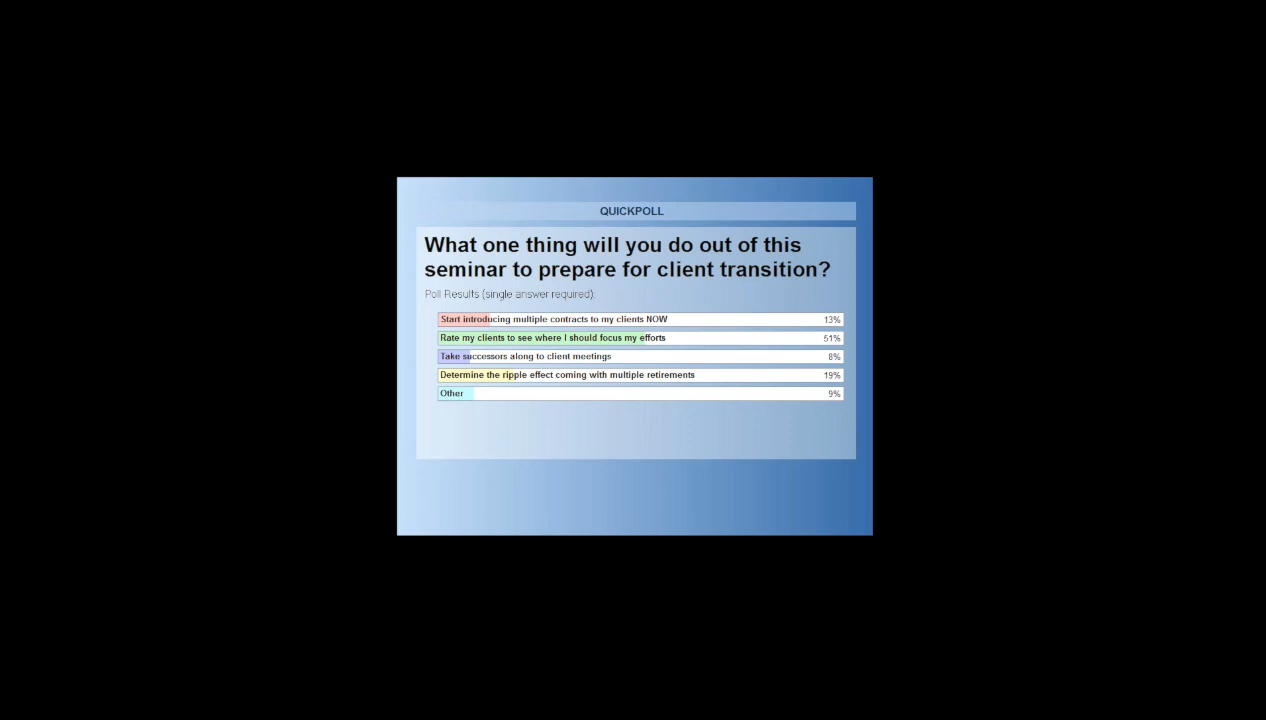 QUICKPOLL
What one thing will you do out of this
seminar to prepare for client transition?
Poll Results (single answer required):
Start introducing multiple contracts to my clients NOW 13%
Rate my clients to see where I should focus my efforts 51%
Take successors along to client meetings 8%
Determine the ripple effect coming with multiple retirements 19%
Other 9%